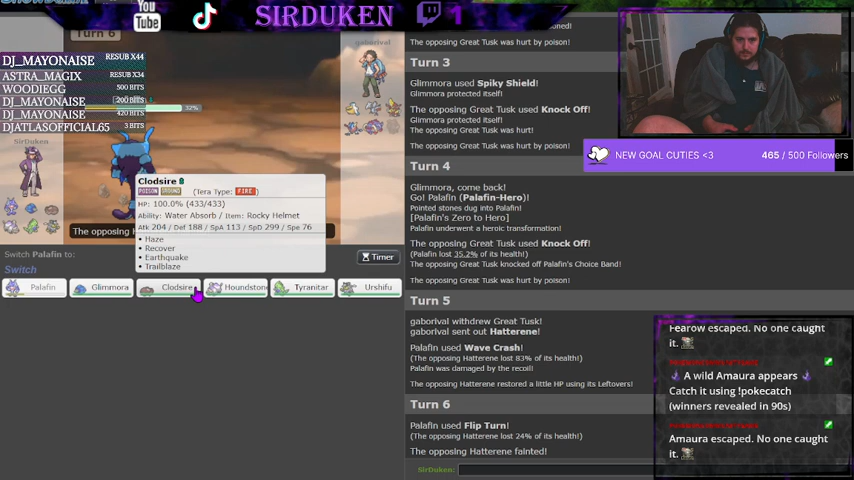 You
Tube
SIRDUKEN
1
Turn 6
gaborival
DJ_MAYONAISE RESUB X44
ASTRA_MAGIX RESUB X34
WOODIEGG 500 BITS
DJ_MAYONAISE 200 BITS
DJ_MAYONAISE 420 BITS
DJATLASOFFICIAL65 3 BITS
32%
SirDuken
Clodsire
POISON GROUND (Tera Type: FIRE)
HP: 100.0% (433/433)
Ability: Water Absorb / Item: Rocky Helmet
Atk 204 / Def 188 / SpA 113 / SpD 299 / Spe 76
• Haze
• Recover
• Earthquake
• Trailblaze
The opposing
Switch Palafin to:
Timer
Switch
Palafin
Glimmora
Clodsire
Houndstone
Tyranitar
Urshifu
The opposing Great Tusk was hurt by poison!
Turn 3
Glimmora used Spiky Shield!
Glimmora protected itself!
The opposing Great Tusk used Knock Off!
Glimmora protected itself!
The opposing Great Tusk was hurt!
The opposing Great Tusk was hurt by poison!
Turn 4
Glimmora, come back!
Go! Palafin (Palafin-Hero)!
Pointed stones dug into Palafin!
[Palafin's Zero to Hero]
Palafin underwent a heroic transformation!
The opposing Great Tusk used Knock Off!
(Palafin lost 35.2% of its health!)
The opposing Great Tusk knocked off Palafin's Choice Band!
The opposing Great Tusk was hurt by poison!
Turn 5
gaborival withdrew Great Tusk!
gaborival sent out Hatterene!
Palafin used Wave Crash!
(The opposing Hatterene lost 83% of its health!)
Palafin was damaged by the recoil!
The opposing Hatterene restored a little HP using its Leftovers!
Turn 6
Palafin used Flip Turn!
(The opposing Hatterene lost 24% of its health!)
The opposing Hatterene fainted!
SirDuken:
NEW GOAL CUTIES <3 465 / 500 Followers
Fearow escaped. No one caught
it.
A wild Amaura appears
Catch it using !pokecatch
(winners revealed in 90s)
Amaura escaped. No one caught
it.